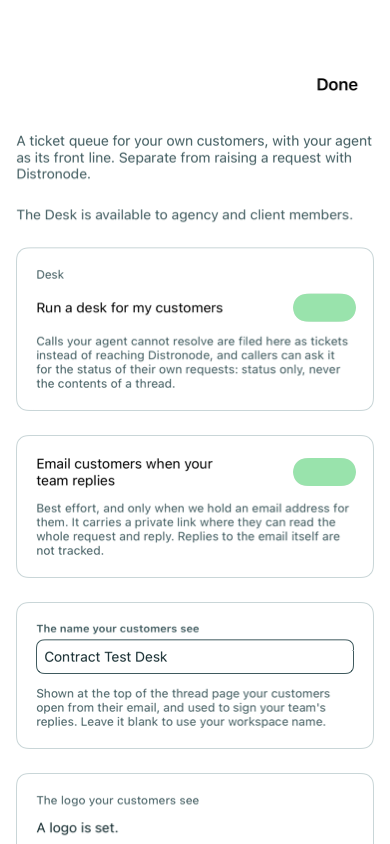 Done
A ticket queue for your own customers, with your agent
as its front line. Separate from raising a request with
Distronode.
The Desk is available to agency and client members.
Desk
Run a desk for my customers
Calls your agent cannot resolve are filed here as tickets
instead of reaching Distronode, and callers can ask it
for the status of their own requests: status only, never
the contents of a thread.
Email customers when your
team replies
Best effort, and only when we hold an email address for
them. It carries a private link where they can read the
whole request and reply. Replies to the email itself are
not tracked.
The name your customers see
Contract Test Desk
Shown at the top of the thread page your customers
open from their email, and used to sign your team's
replies. Leave it blank to use your workspace name.
The logo your customers see
A logo is set.